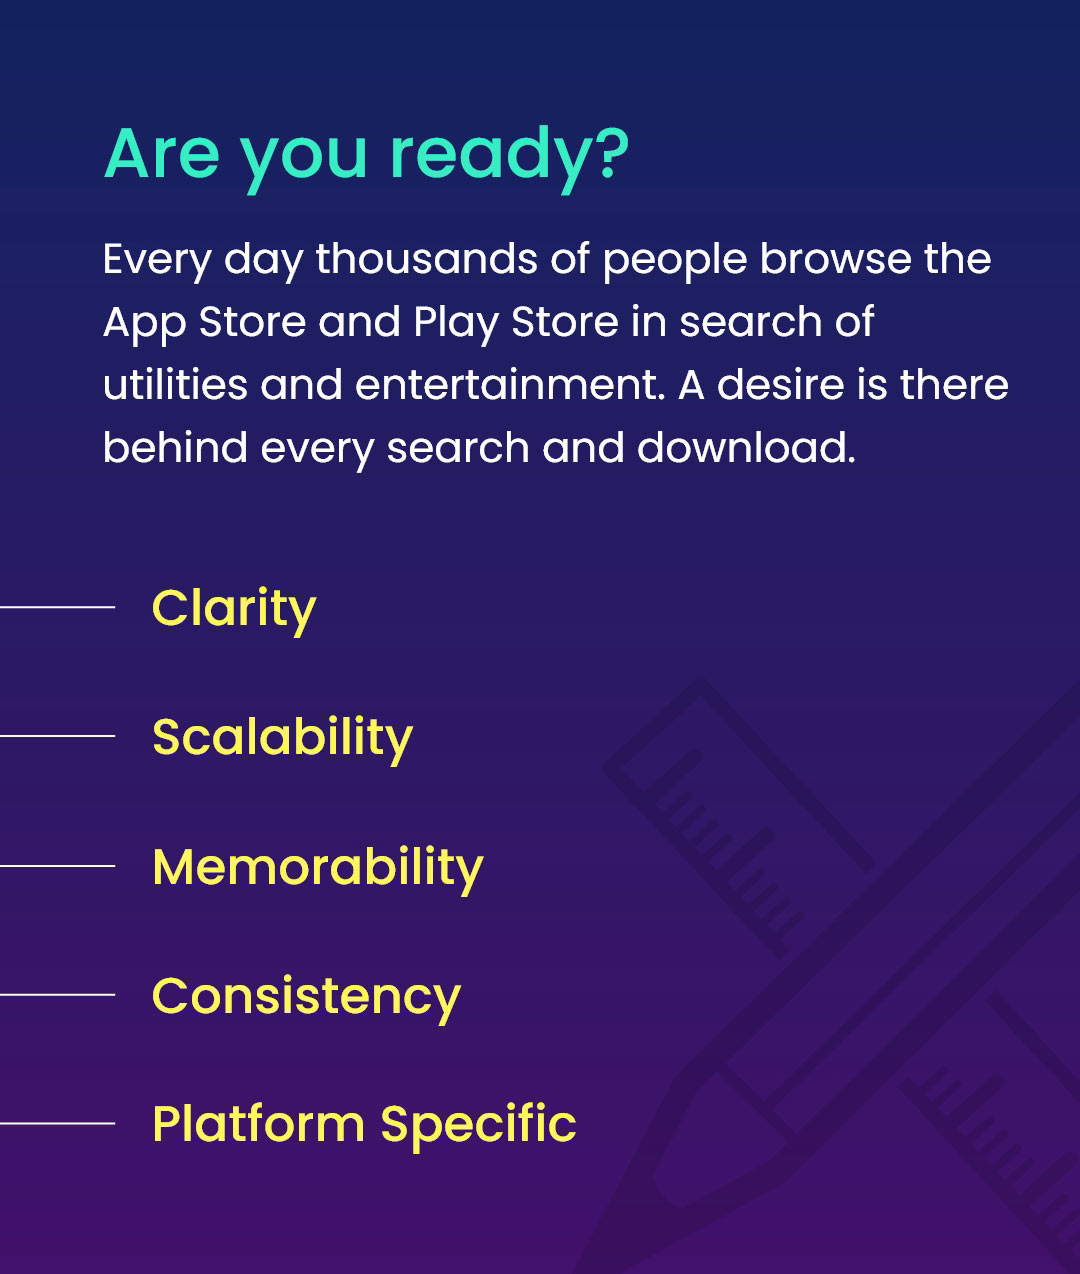 Are you ready?
Every day thousands of people browse the
App Store and Play Store in search of
utilities and entertainment. A desire is there
behind every search and download.
Clarity
Scalability
Memorability
Consistency
Platform Specific